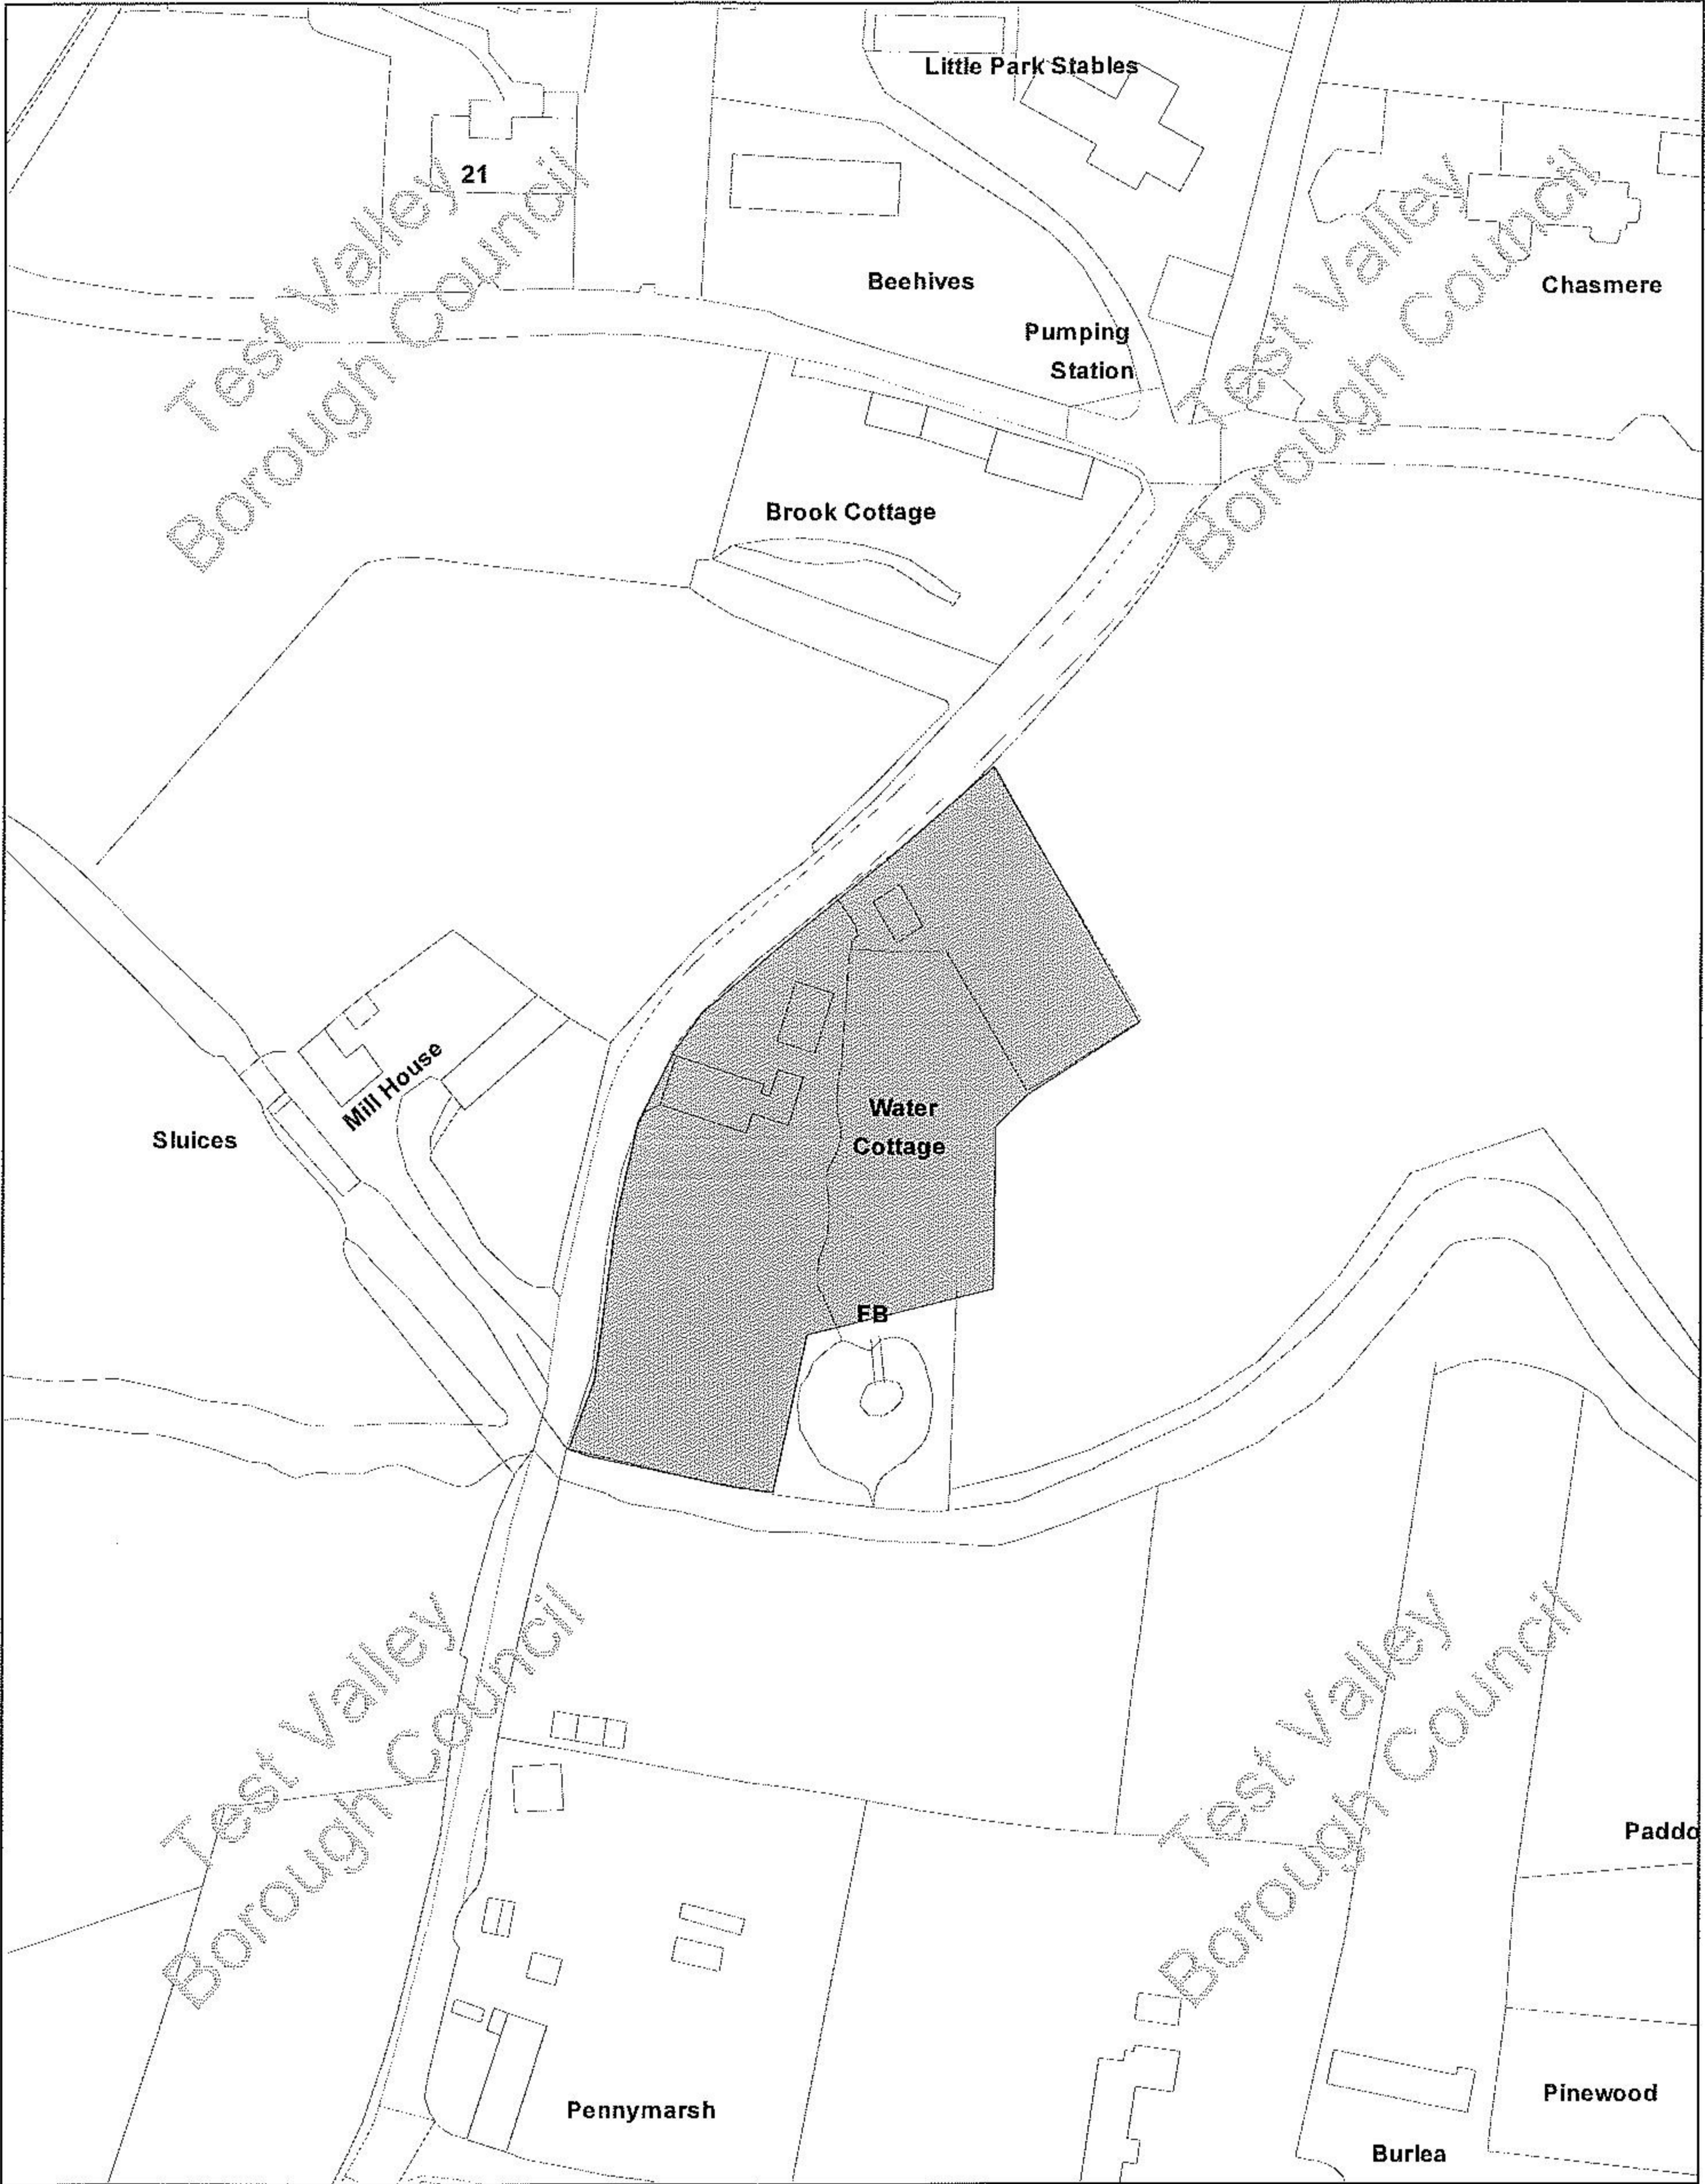 Little Park Stables
21
Test Valley
Borough Council
Test Valley
Borough Council
Beehives
Chasmere
Pumping
Station
Brook Cottage
Mill House
Sluices
Water
Cottage
FB
Test Valley
Borough Council
Test Valley
Borough Council
Paddo
Pennymarsh
Pinewood
Burlea